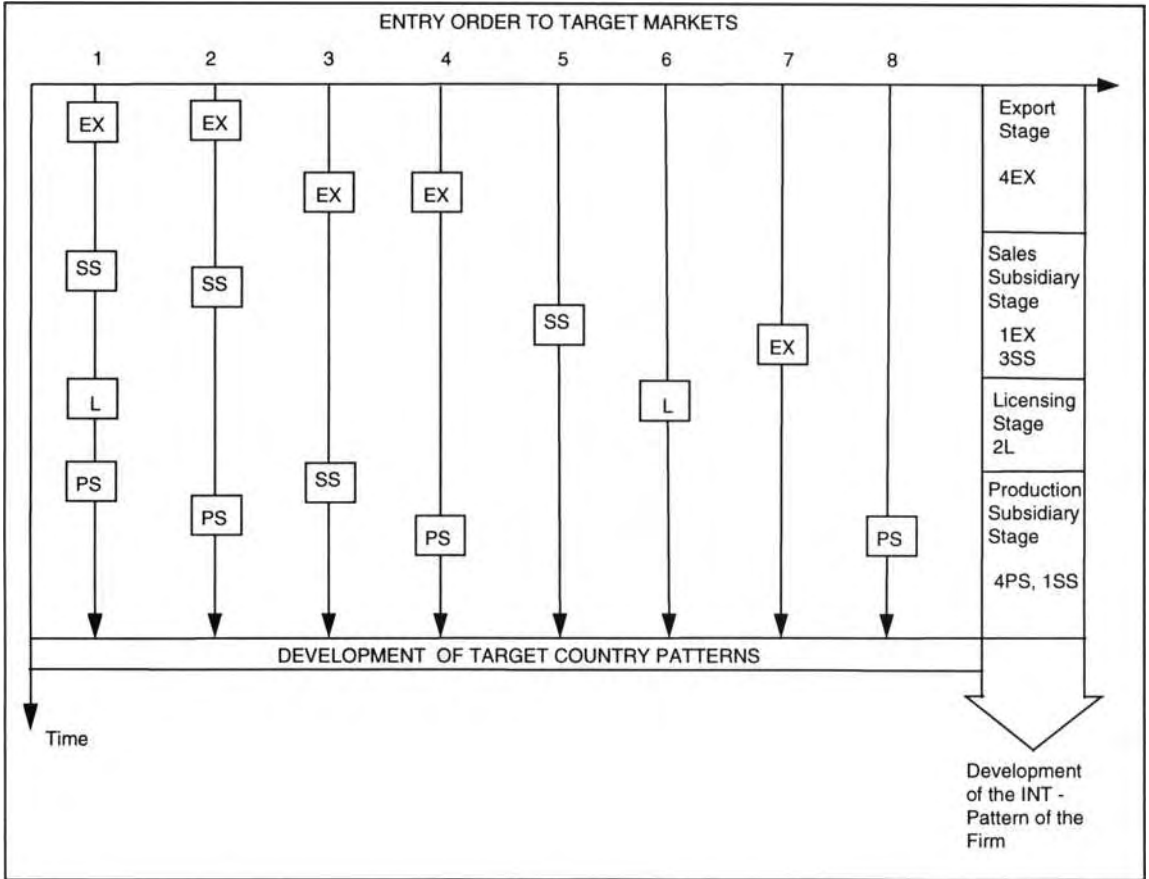 ENTRY ORDER TO TARGET MARKETS
1 2 3 4 5 6 7 8
EX EX
EX EX
SS SS
SS EX
L L
PS SS
PS PS PS
Export
Stage
4EX
Sales
Subsidiary
Stage
1EX
3SS
Licensing
Stage
2L
Production
Subsidiary
Stage
4PS, 1SS
DEVELOPMENT OF TARGET COUNTRY PATTERNS
Time
Development
of the INT -
Pattern of the
Firm